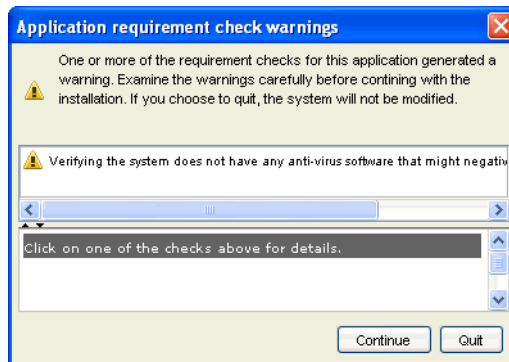 Application requirement check warnings
One or more of the requirement checks for this application generated a
warning. Examine the warnings carefully before contining with the
installation. If you choose to quit, the system will not be modified.
Verifying the system does not have any anti-virus software that might negativ
Click on one of the checks above for details.
Continue Quit